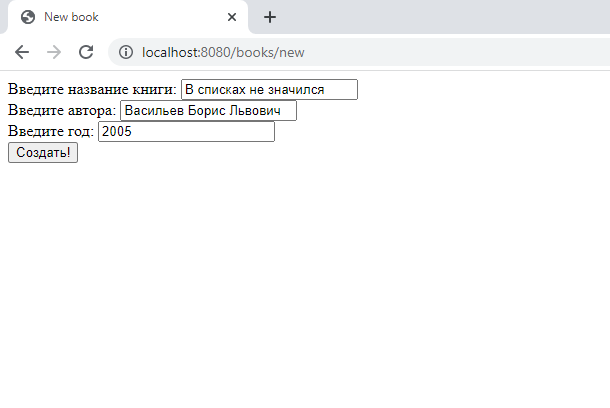 New book
localhost:8080/books/new
Введите название книги: В списках не значился
Введите автора: Васильев Борис Львович
Введите год: 2005
Создать!